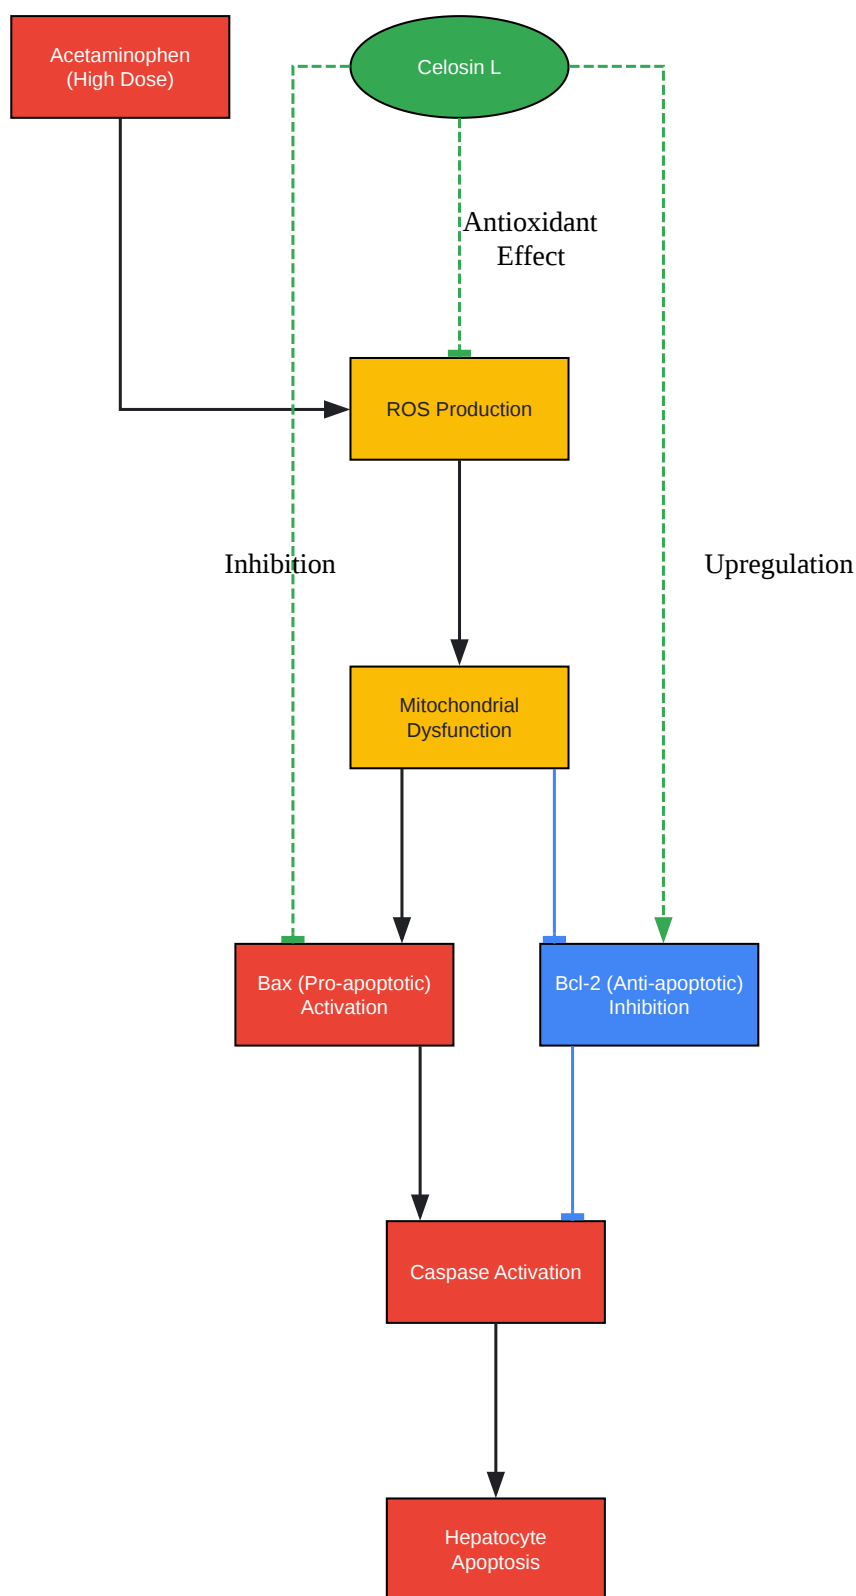 Acetaminophen
(High Dose)
Celosin L
Antioxidant
Effect
ROS Production
Inhibition
Upregulation
Mitochondrial
Dysfunction
Bax (Pro-apoptotic)
Activation
Bcl-2 (Anti-apoptotic)
Inhibition
Caspase Activation
Hepatocyte
Apoptosis